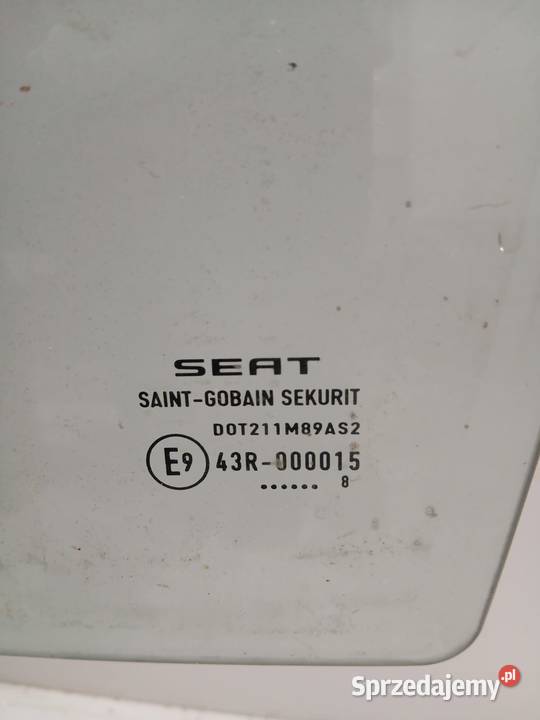 SEAT
SAINT-GOBAIN SEKURIT
DOT211M89AS2
E9 43R-000015
...... 8
Sprzedajemy.pl